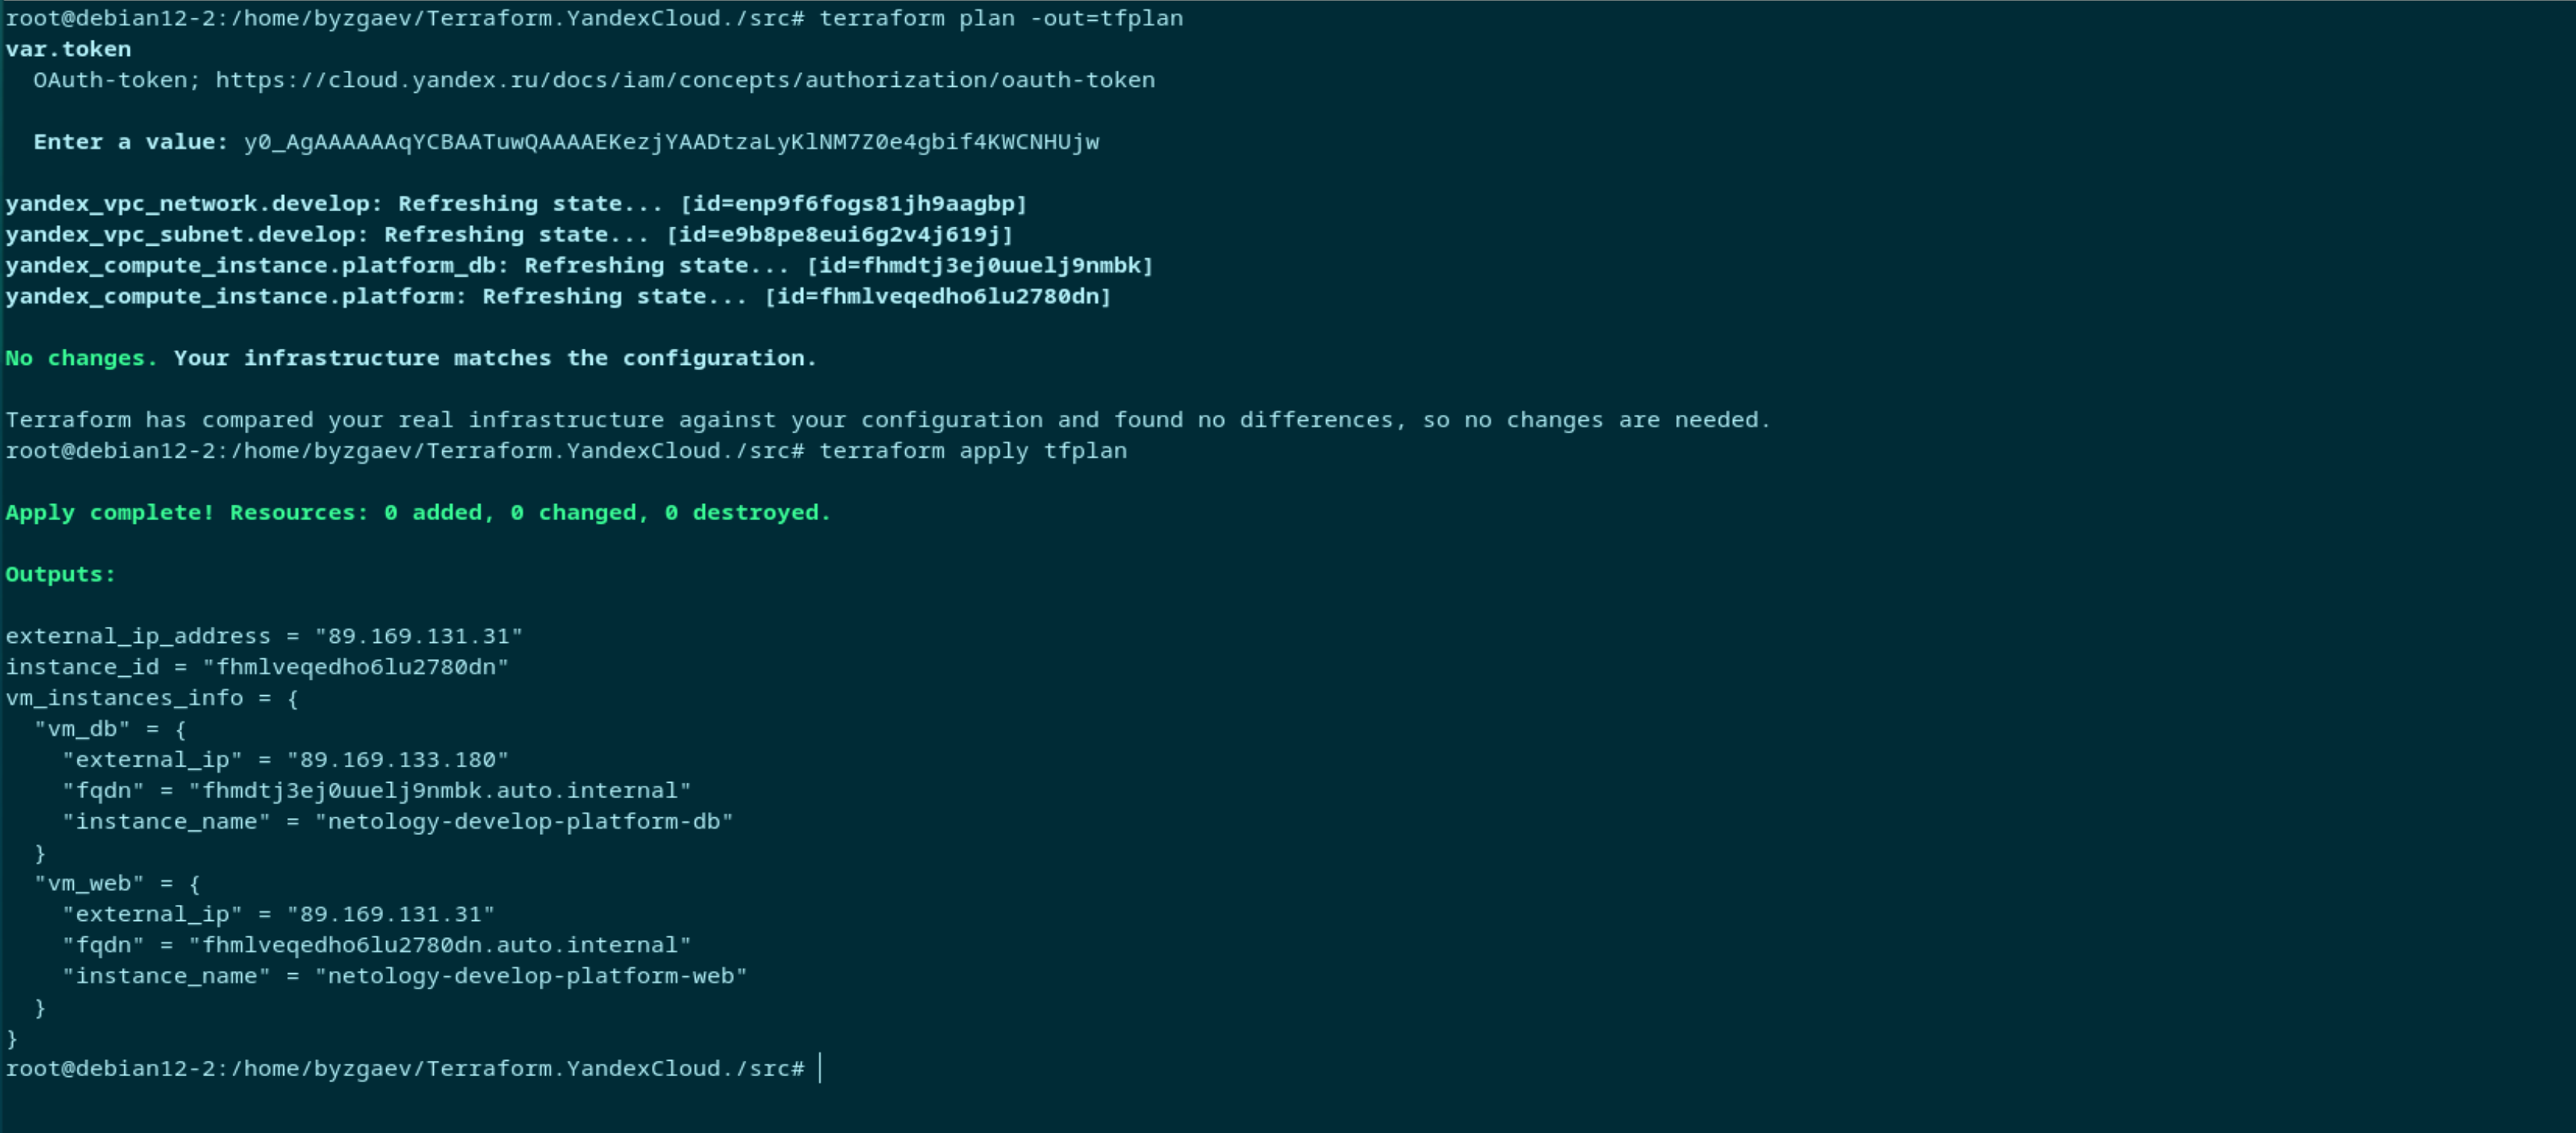 root@debian12-2:/home/byzgaev/Terraform.YandexCloud./src# terraform plan -out=tfplan
var.token
  OAuth-token; https://cloud.yandex.ru/docs/iam/concepts/authorization/oauth-token
  Enter a value: y0_AgAAAAAAqYCBAATuwQAAAAEKezjYAADtzaLyKlNM7Z0e4gbif4KWCNHUjw
yandex_vpc_network.develop: Refreshing state... [id=enp9f6fogs81jh9aagbp]
yandex_vpc_subnet.develop: Refreshing state... [id=e9b8pe8eui6g2v4j619j]
yandex_compute_instance.platform_db: Refreshing state... [id=fhmdtj3ej0uuelj9nmbk]
yandex_compute_instance.platform: Refreshing state... [id=fhmlveqedho6lu2780dn]
No changes. Your infrastructure matches the configuration.
Terraform has compared your real infrastructure against your configuration and found no differences, so no changes are needed.
root@debian12-2:/home/byzgaev/Terraform.YandexCloud./src# terraform apply tfplan
Apply complete! Resources: 0 added, 0 changed, 0 destroyed.
Outputs:
external_ip_address = "89.169.131.31"
instance_id = "fhmlveqedho6lu2780dn"
vm_instances_info = {
  "vm_db" = {
    "external_ip" = "89.169.133.180"
    "fqdn" = "fhmdtj3ej0uuelj9nmbk.auto.internal"
    "instance_name" = "netology-develop-platform-db"
  }
  "vm_web" = {
    "external_ip" = "89.169.131.31"
    "fqdn" = "fhmlveqedho6lu2780dn.auto.internal"
    "instance_name" = "netology-develop-platform-web"
  }
}
root@debian12-2:/home/byzgaev/Terraform.YandexCloud./src#